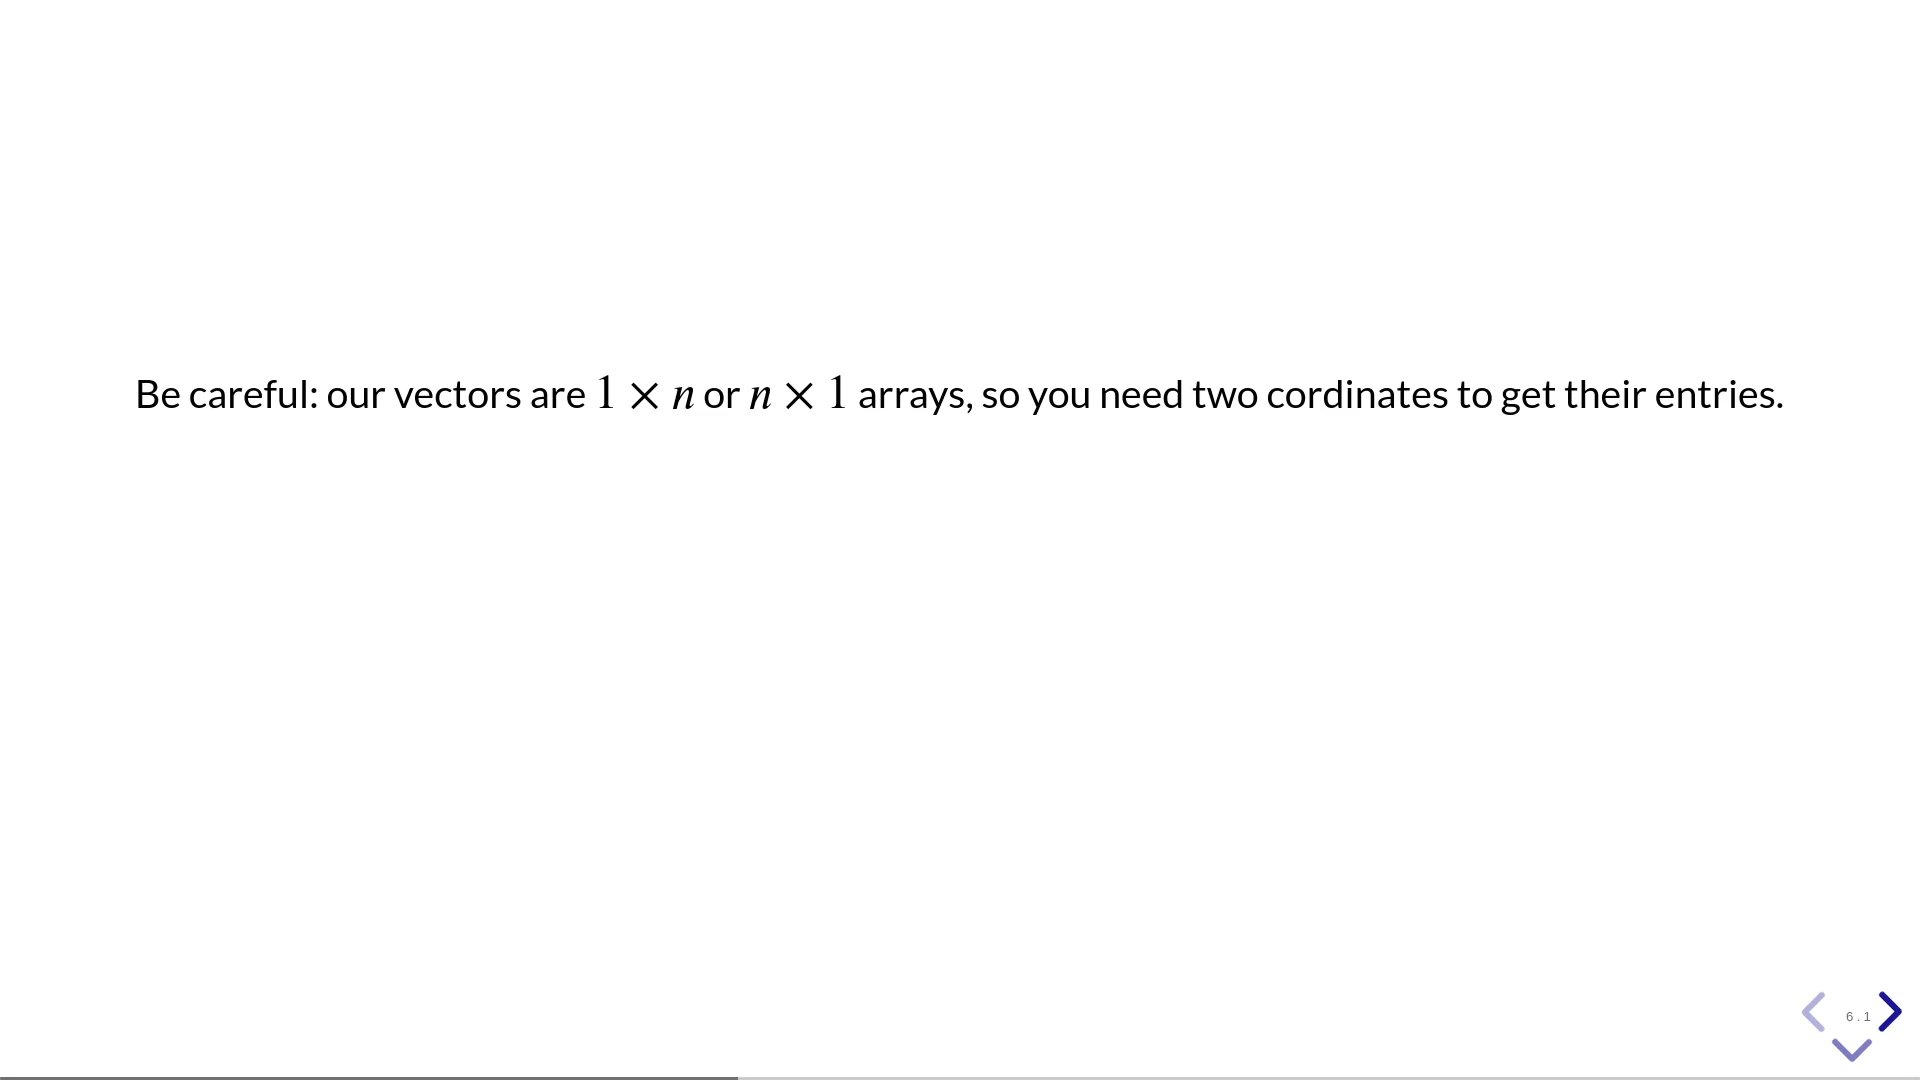 Be careful: our vectors are 1 × n or n × 1 arrays, so you need two cordinates to get their entries.
6 . 1